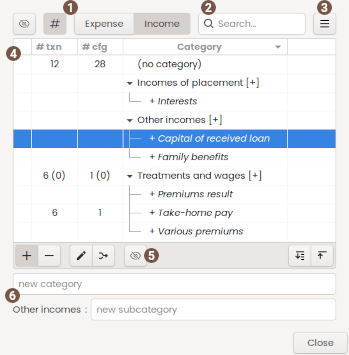 1 2 3
# Expense Income Search...
4 # txn # cfg Category
12 28 (no category)
Incomes of placement [+]
+ Interests
Other incomes [+]
+ Capital of received loan
+ Family benefits
6 (0) 1 (0) Treatments and wages [+]
+ Premiums result
6 1 + Take-home pay
+ Various premiums
+ − 5
new category
6
Other incomes : new subcategory
Close